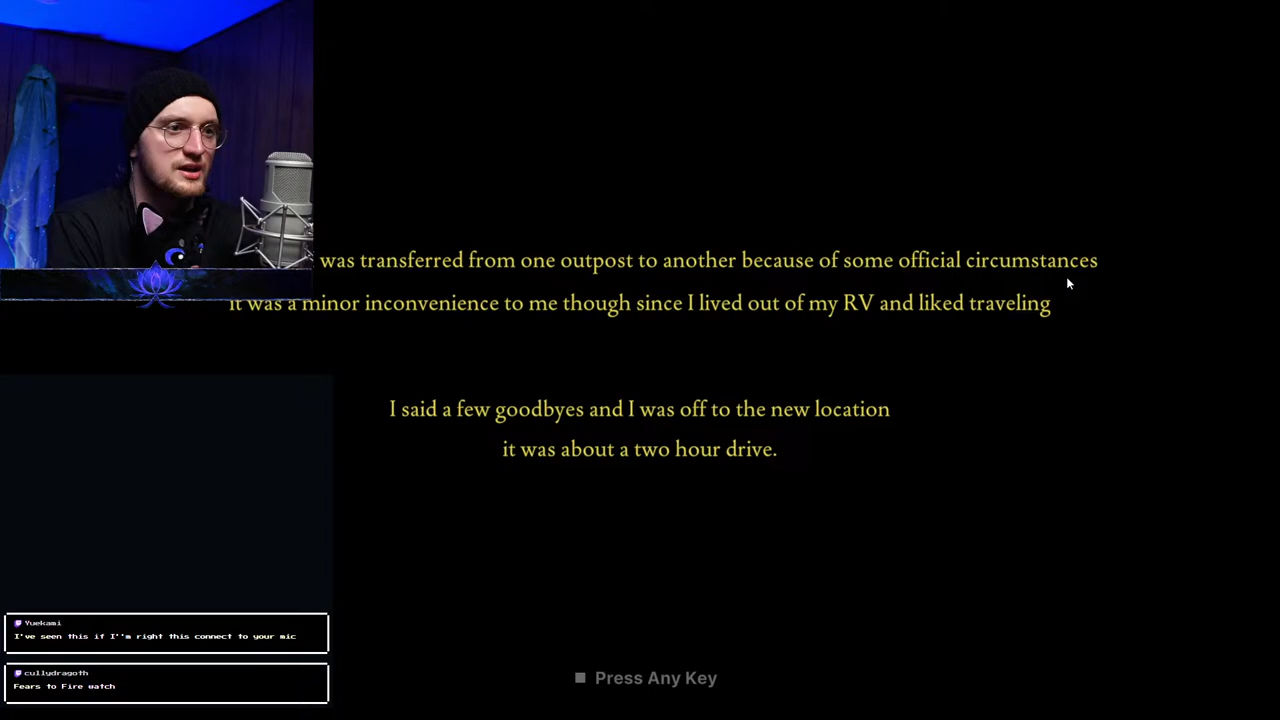 was transferred from one outpost to another because of some official circumstances
it was a minor inconvenience to me though since I lived out of my RV and liked traveling
I said a few goodbyes and I was off to the new location
it was about a two hour drive.
Yuekami
I've seen this if I''m right this connect to your mic
cullydragoth
Fears to Fire watch
Press Any Key